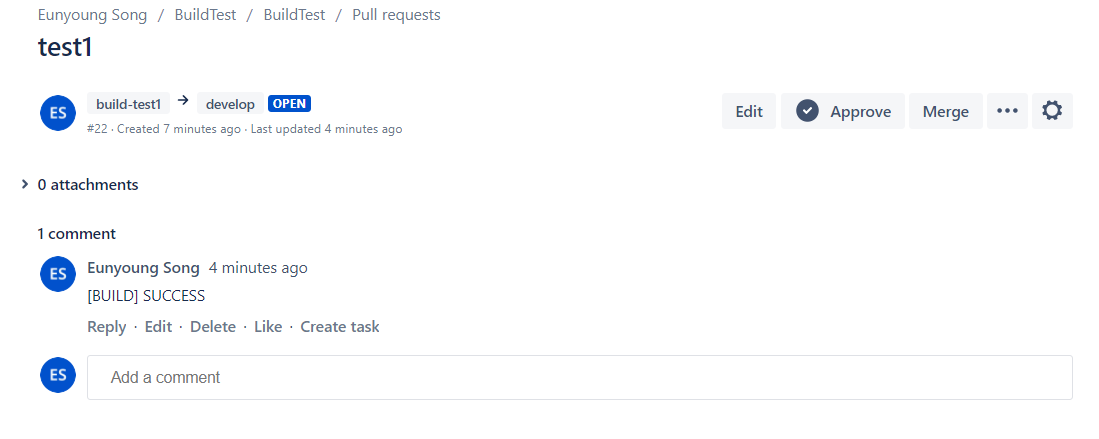 Eunyoung Song / BuildTest / BuildTest / Pull requests
test1
ES build-test1 → develop OPEN
#22 · Created 7 minutes ago · Last updated 4 minutes ago
Edit Approve Merge •••
0 attachments
1 comment
ES Eunyoung Song 4 minutes ago
[BUILD] SUCCESS
Reply · Edit · Delete · Like · Create task
ES Add a comment